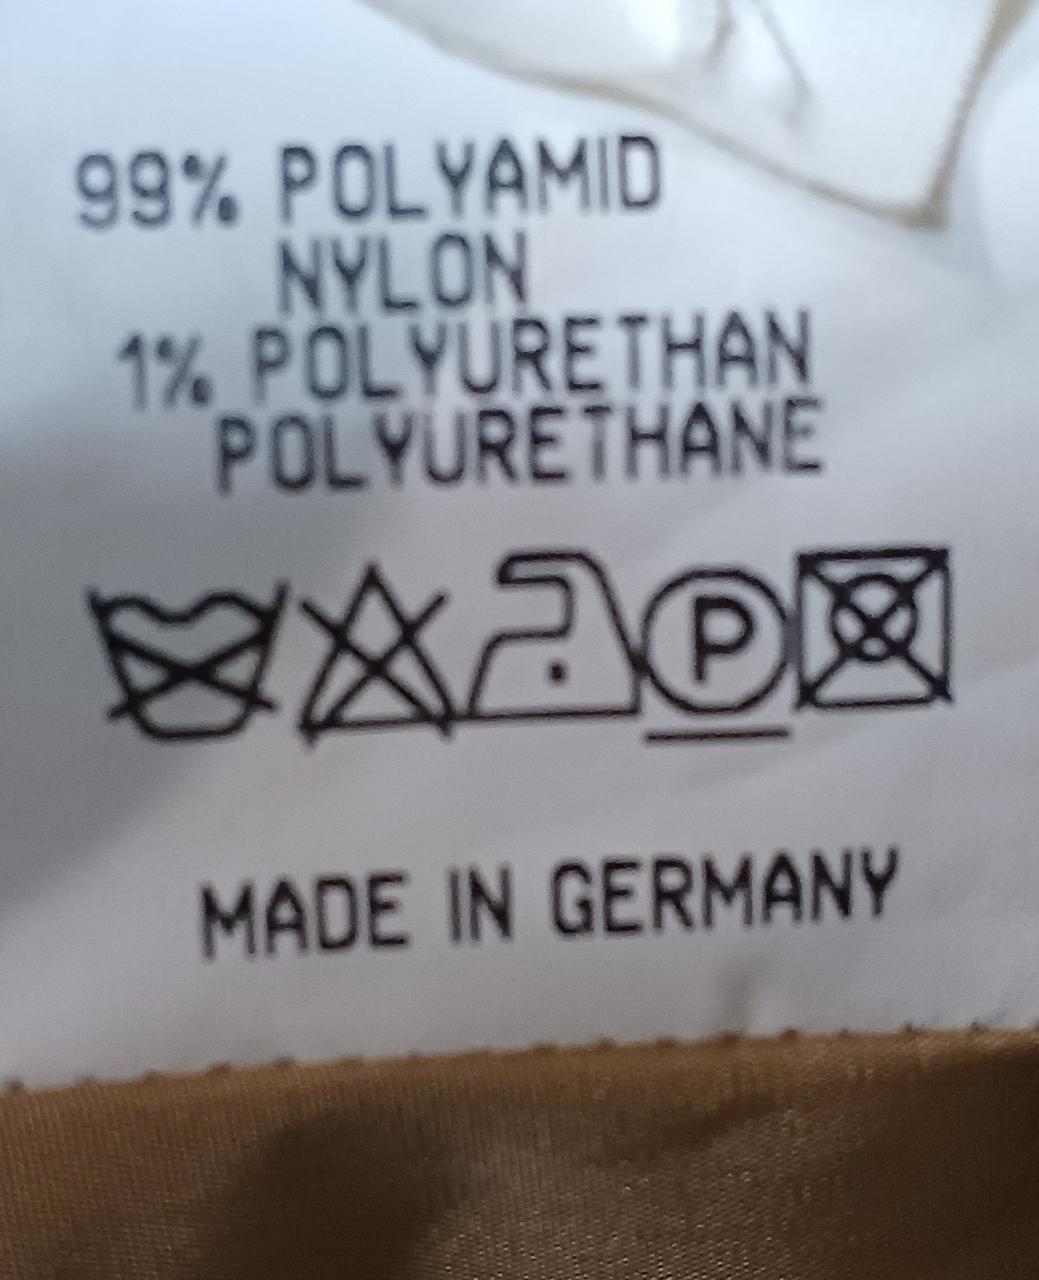 99% POLYAMID
NYLON
1% POLYURETHAN
POLYURETHANE
P
MADE IN GERMANY